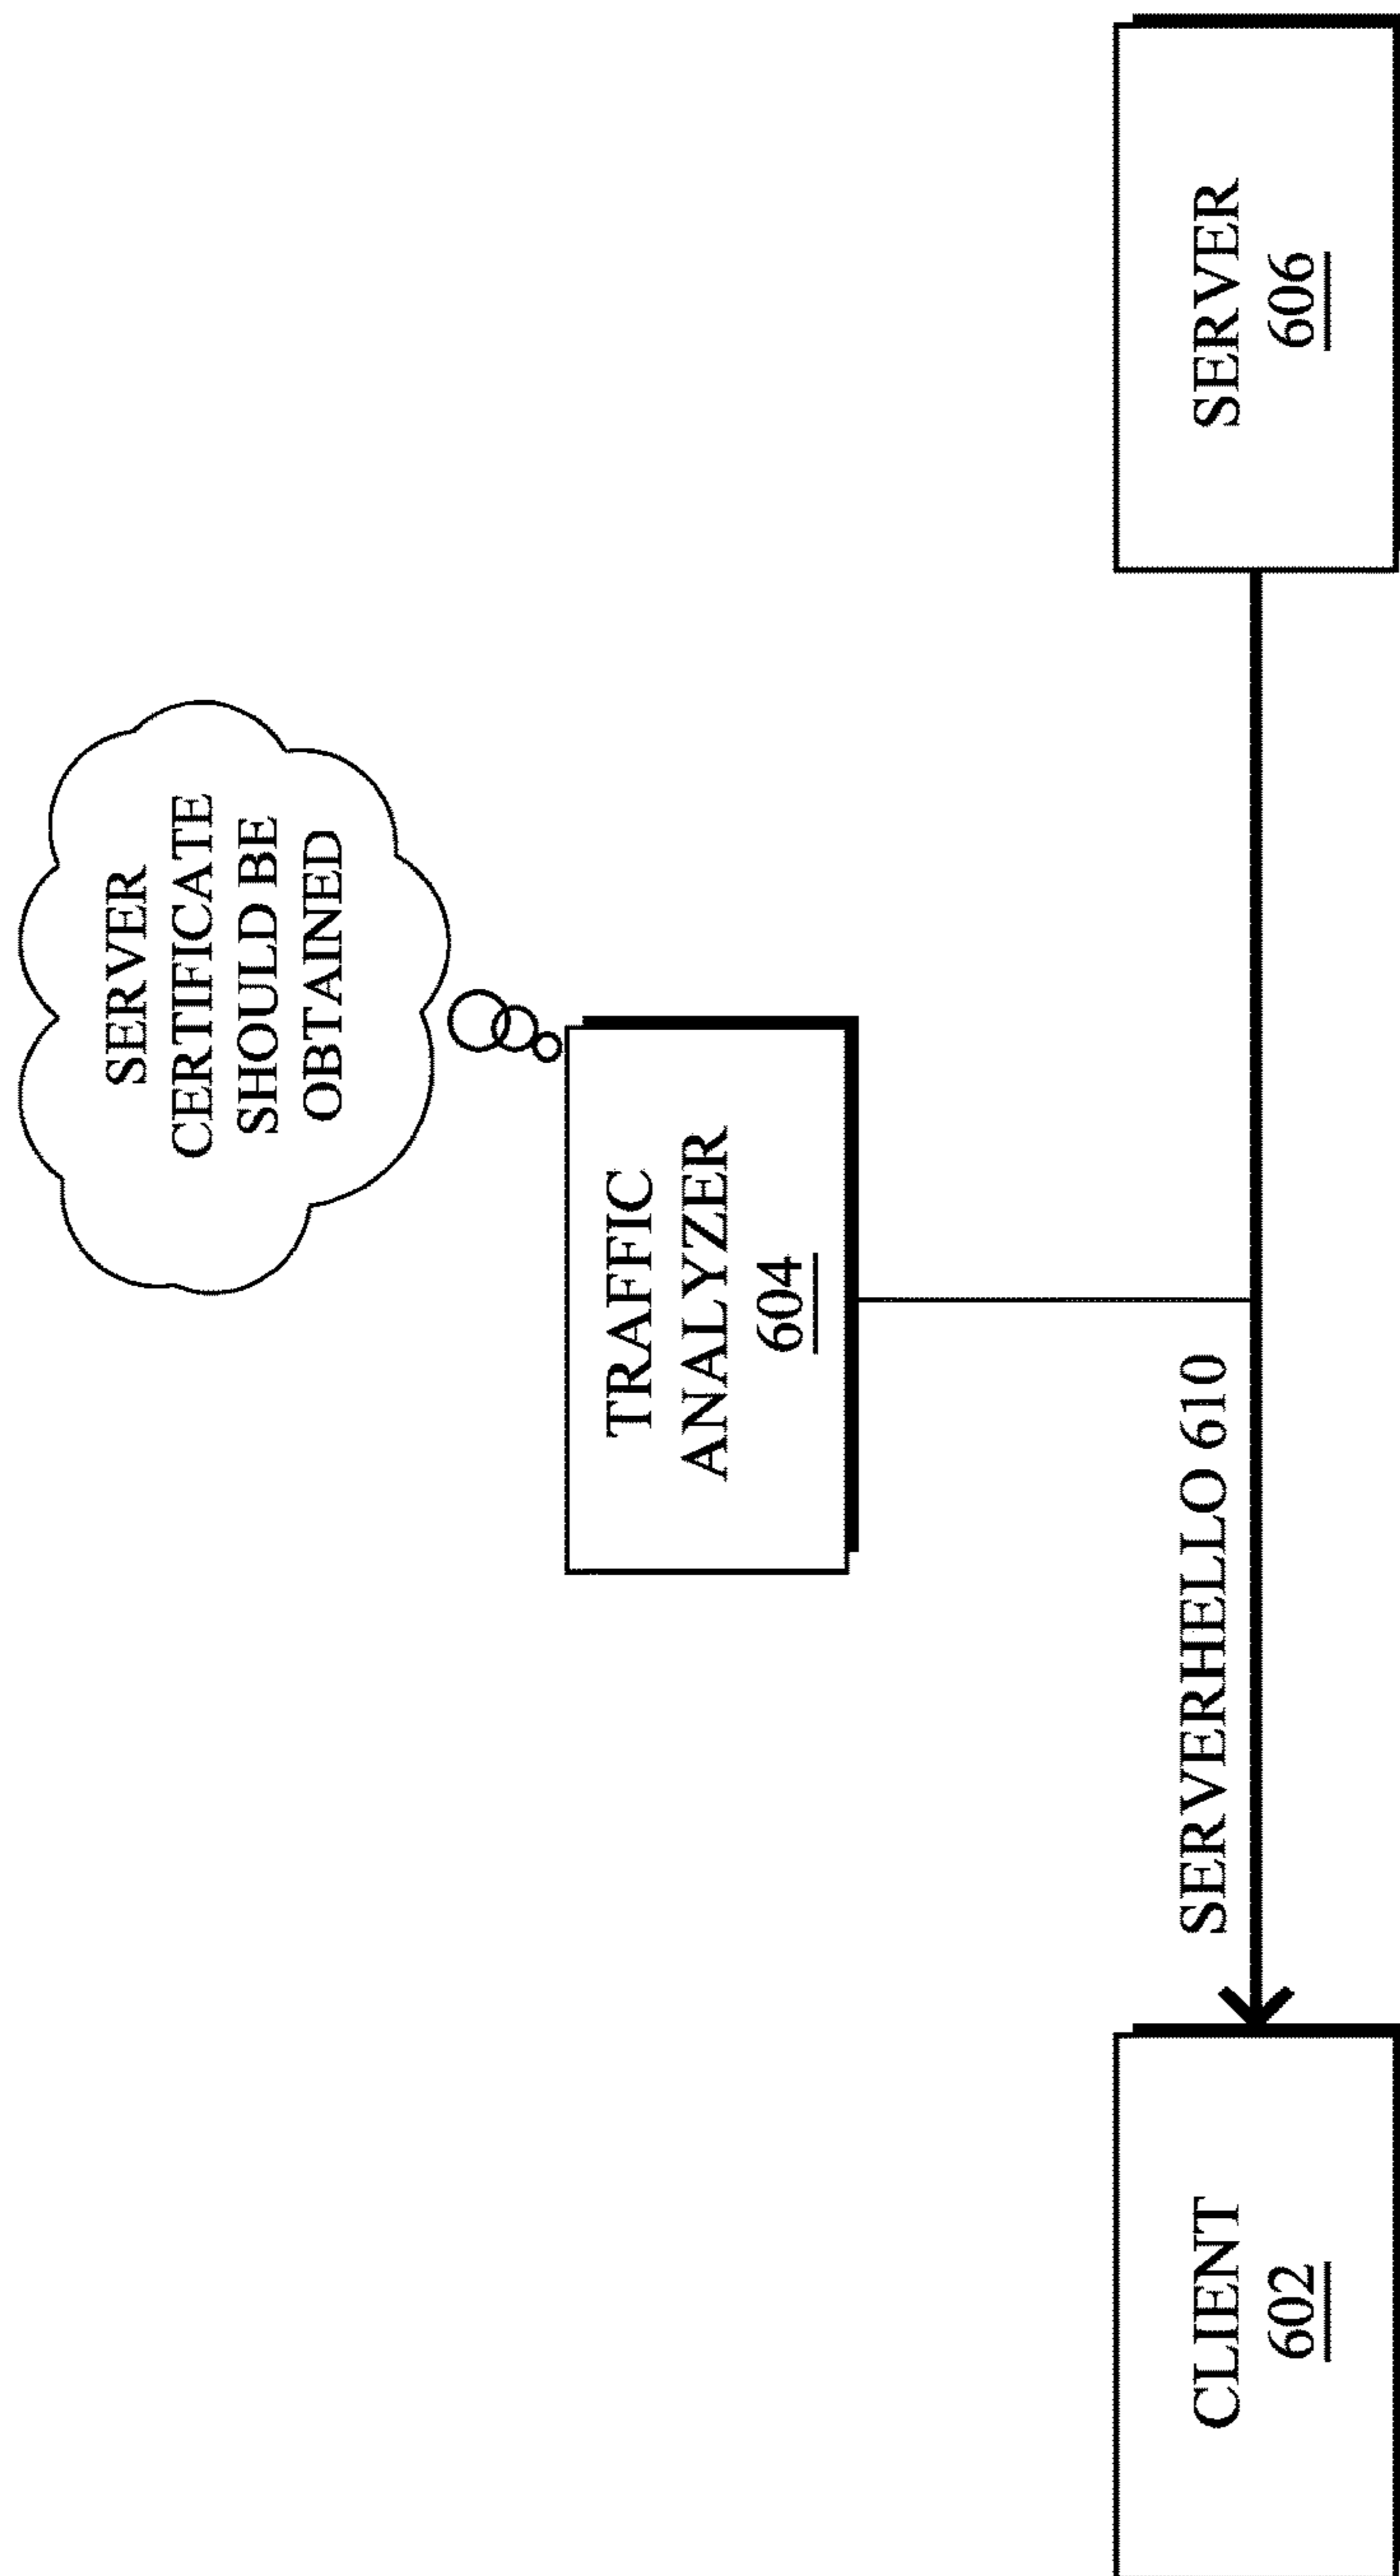 SERVER
CERTIFICATE
SHOULD BE
OBTAINED
TRAFFIC
ANALYZER
604
SERVERHELLO 610
CLIENT
602
SERVER
606